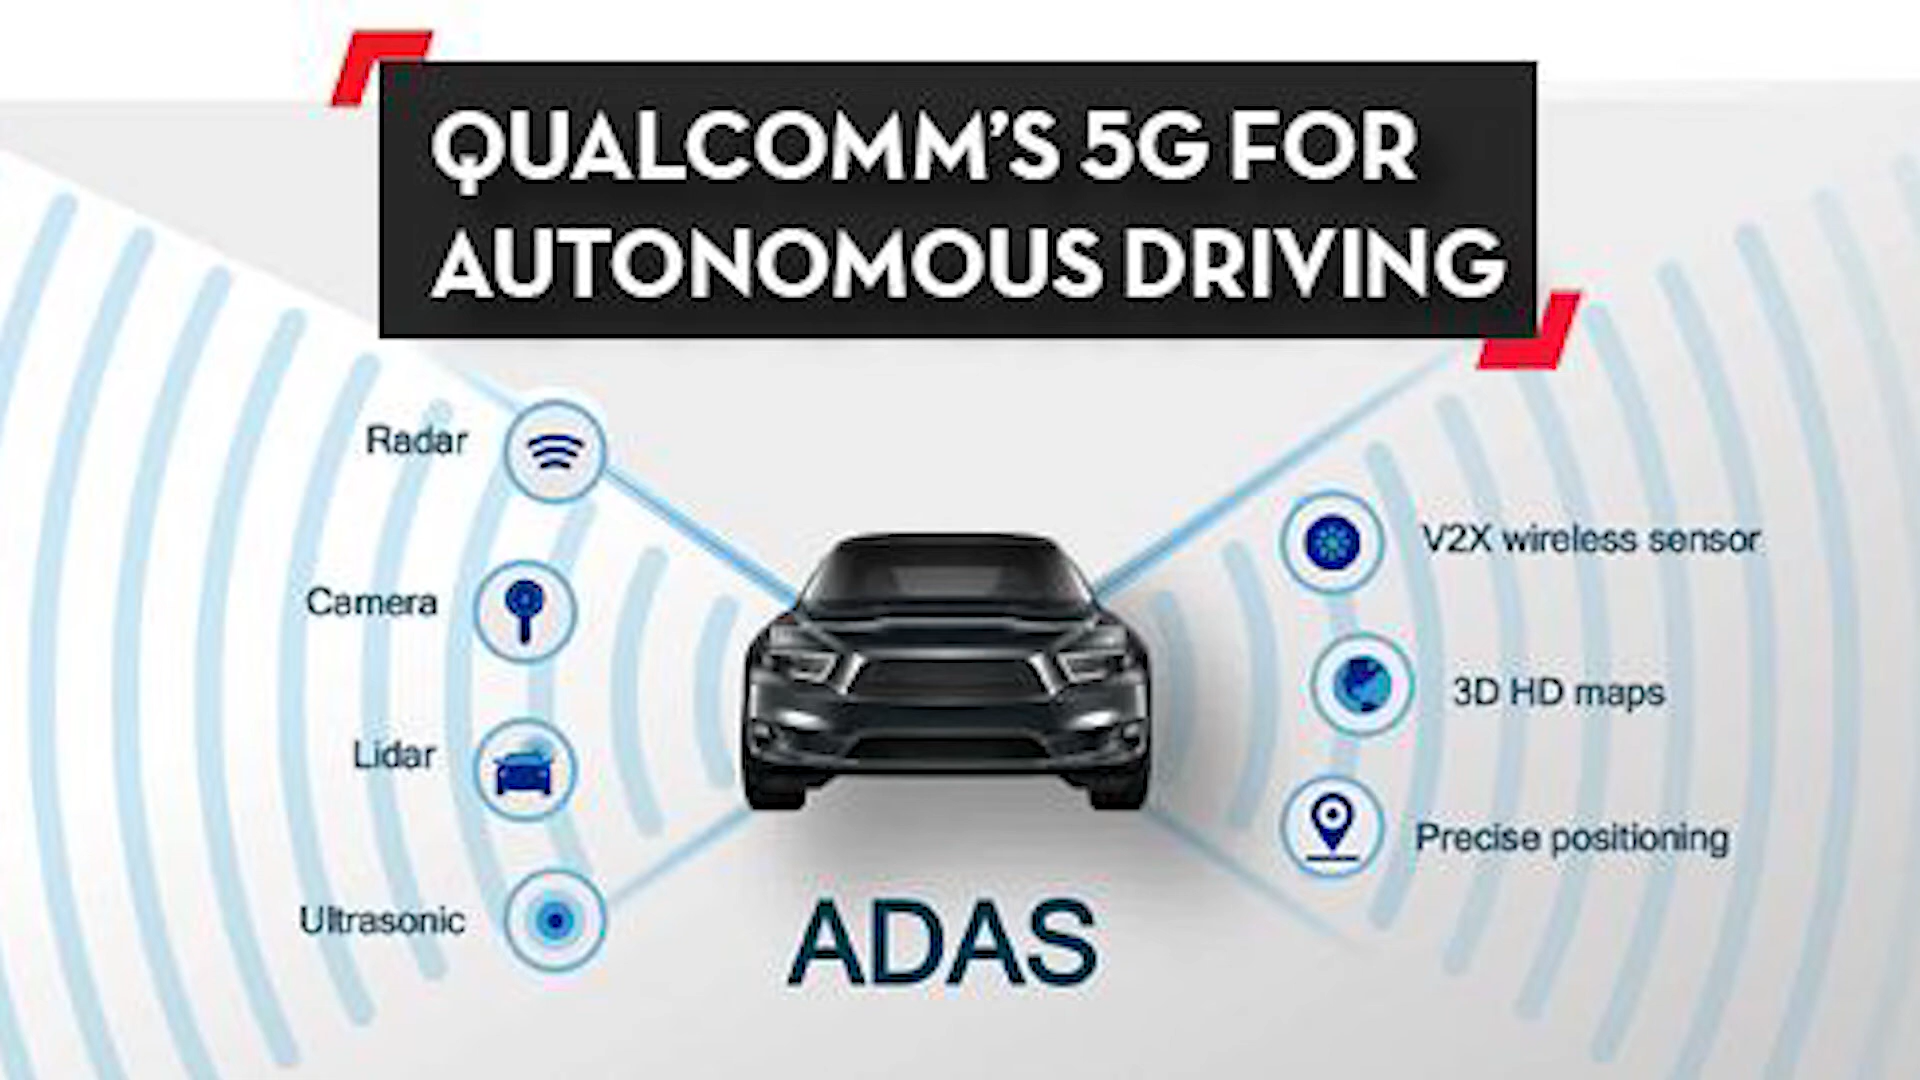 QUALCOMM'S 5G FOR
AUTONOMOUS DRIVING
Radar
Camera
Lidar
Ultrasonic
V2X wireless sensor
3D HD maps
Precise positioning
ADAS